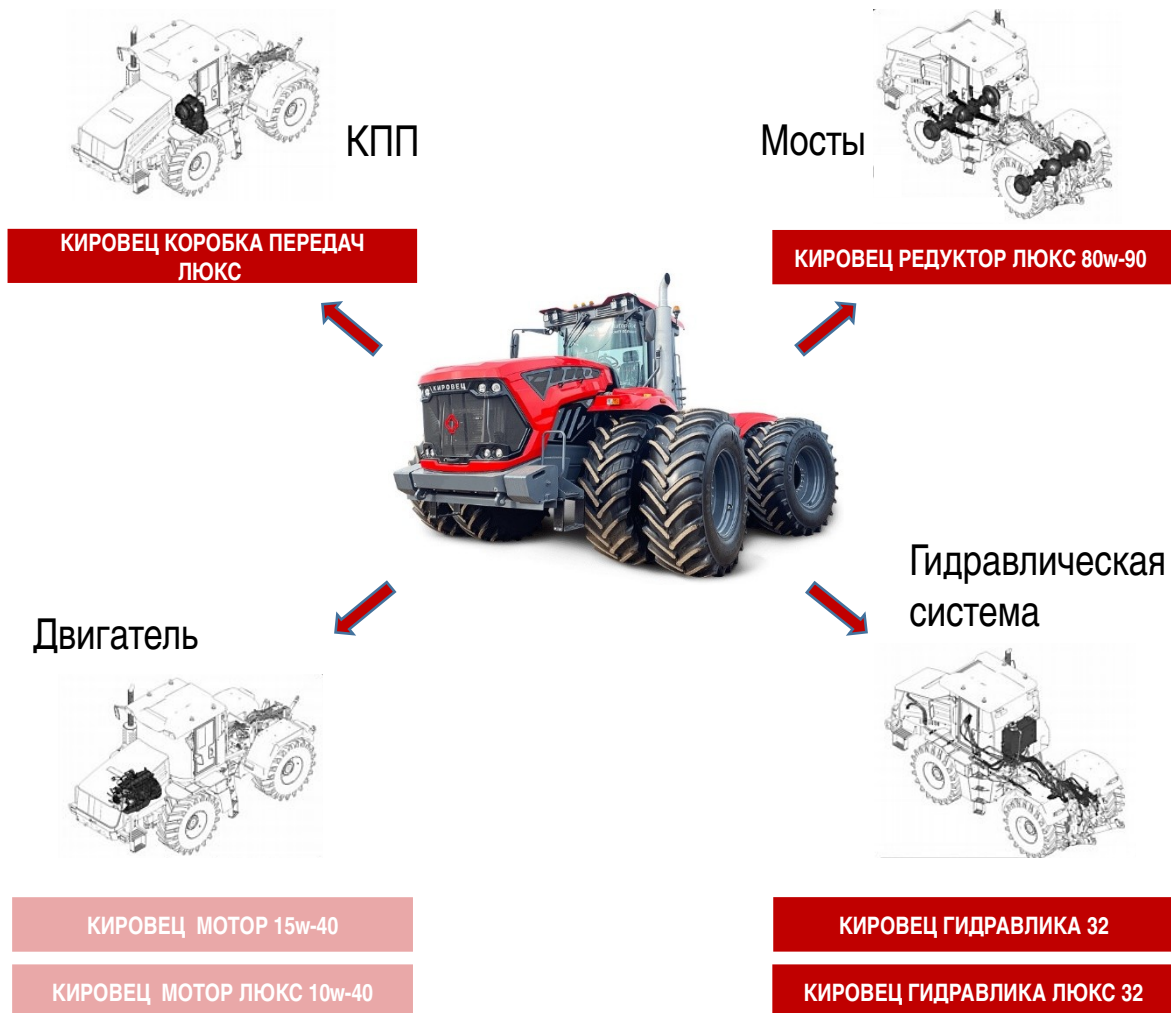 КПП
Мосты
КИРОВЕЦ КОРОБКА ПЕРЕДАЧ
ЛЮКС
КИРОВЕЦ РЕДУКТОР ЛЮКС 80w-90
КИРОВЕЦ
Гидравлическая
система
Двигатель
КИРОВЕЦ МОТОР 15w-40
КИРОВЕЦ ГИДРАВЛИКА 32
КИРОВЕЦ МОТОР ЛЮКС 10w-40
КИРОВЕЦ ГИДРАВЛИКА ЛЮКС 32